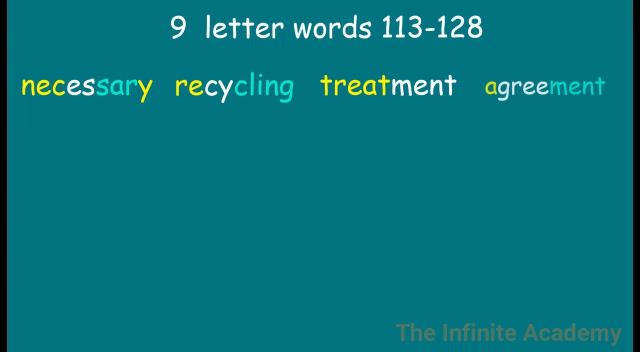 9 letter words 113-128
necessary recycling treatment agreement
The Infinite Academy